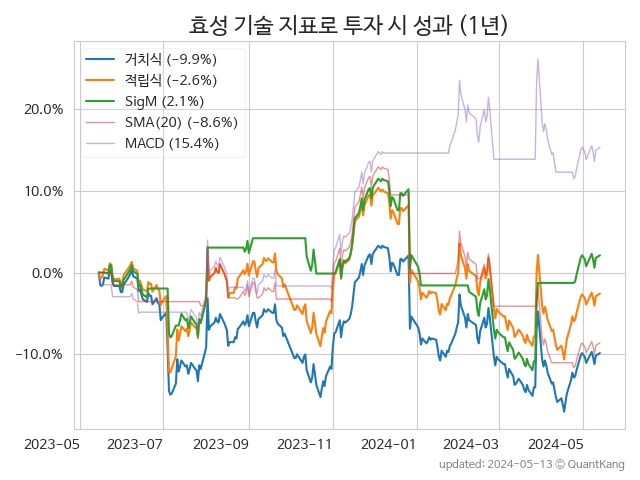 효성 기술 지표로 투자 시 성과 (1년)
거치식 (−9.9%)
적립식 (−2.6%)
SigM (2.1%)
SMA(20) (−8.6%)
MACD (15.4%)
20.0%
10.0%
0.0%
−10.0%
2023-05
2023-07
2023-09
2023-11
2024-01
2024-03
2024-05
updated: 2024-05-13 ⓒ QuantKang